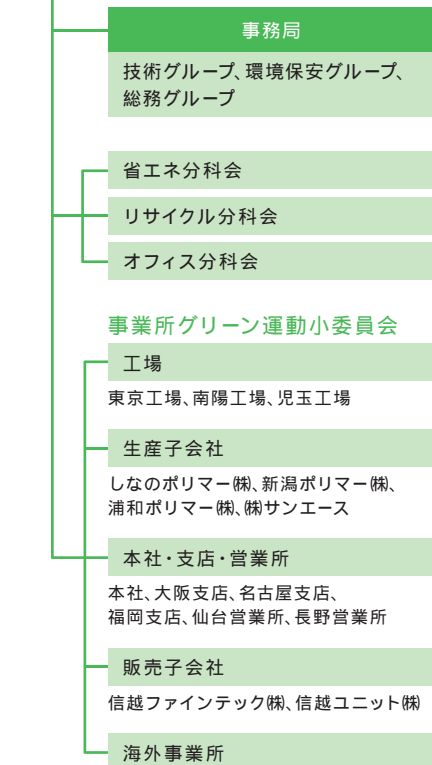 事務局
技術グループ、環境保安グループ、
総務グループ
省エネ分科会
リサイクル分科会
オフィス分科会
事業所グリーン運動小委員会
工場
東京工場、南陽工場、児玉工場
生産子会社
しなのポリマー㈱、新潟ポリマー㈱、
浦和ポリマー㈱、㈱サンエース
本社・支店・営業所
本社、大阪支店、名古屋支店、
福岡支店、仙台営業所、長野営業所
販売子会社
信越ファインテック㈱、信越ユニット㈱
海外事業所